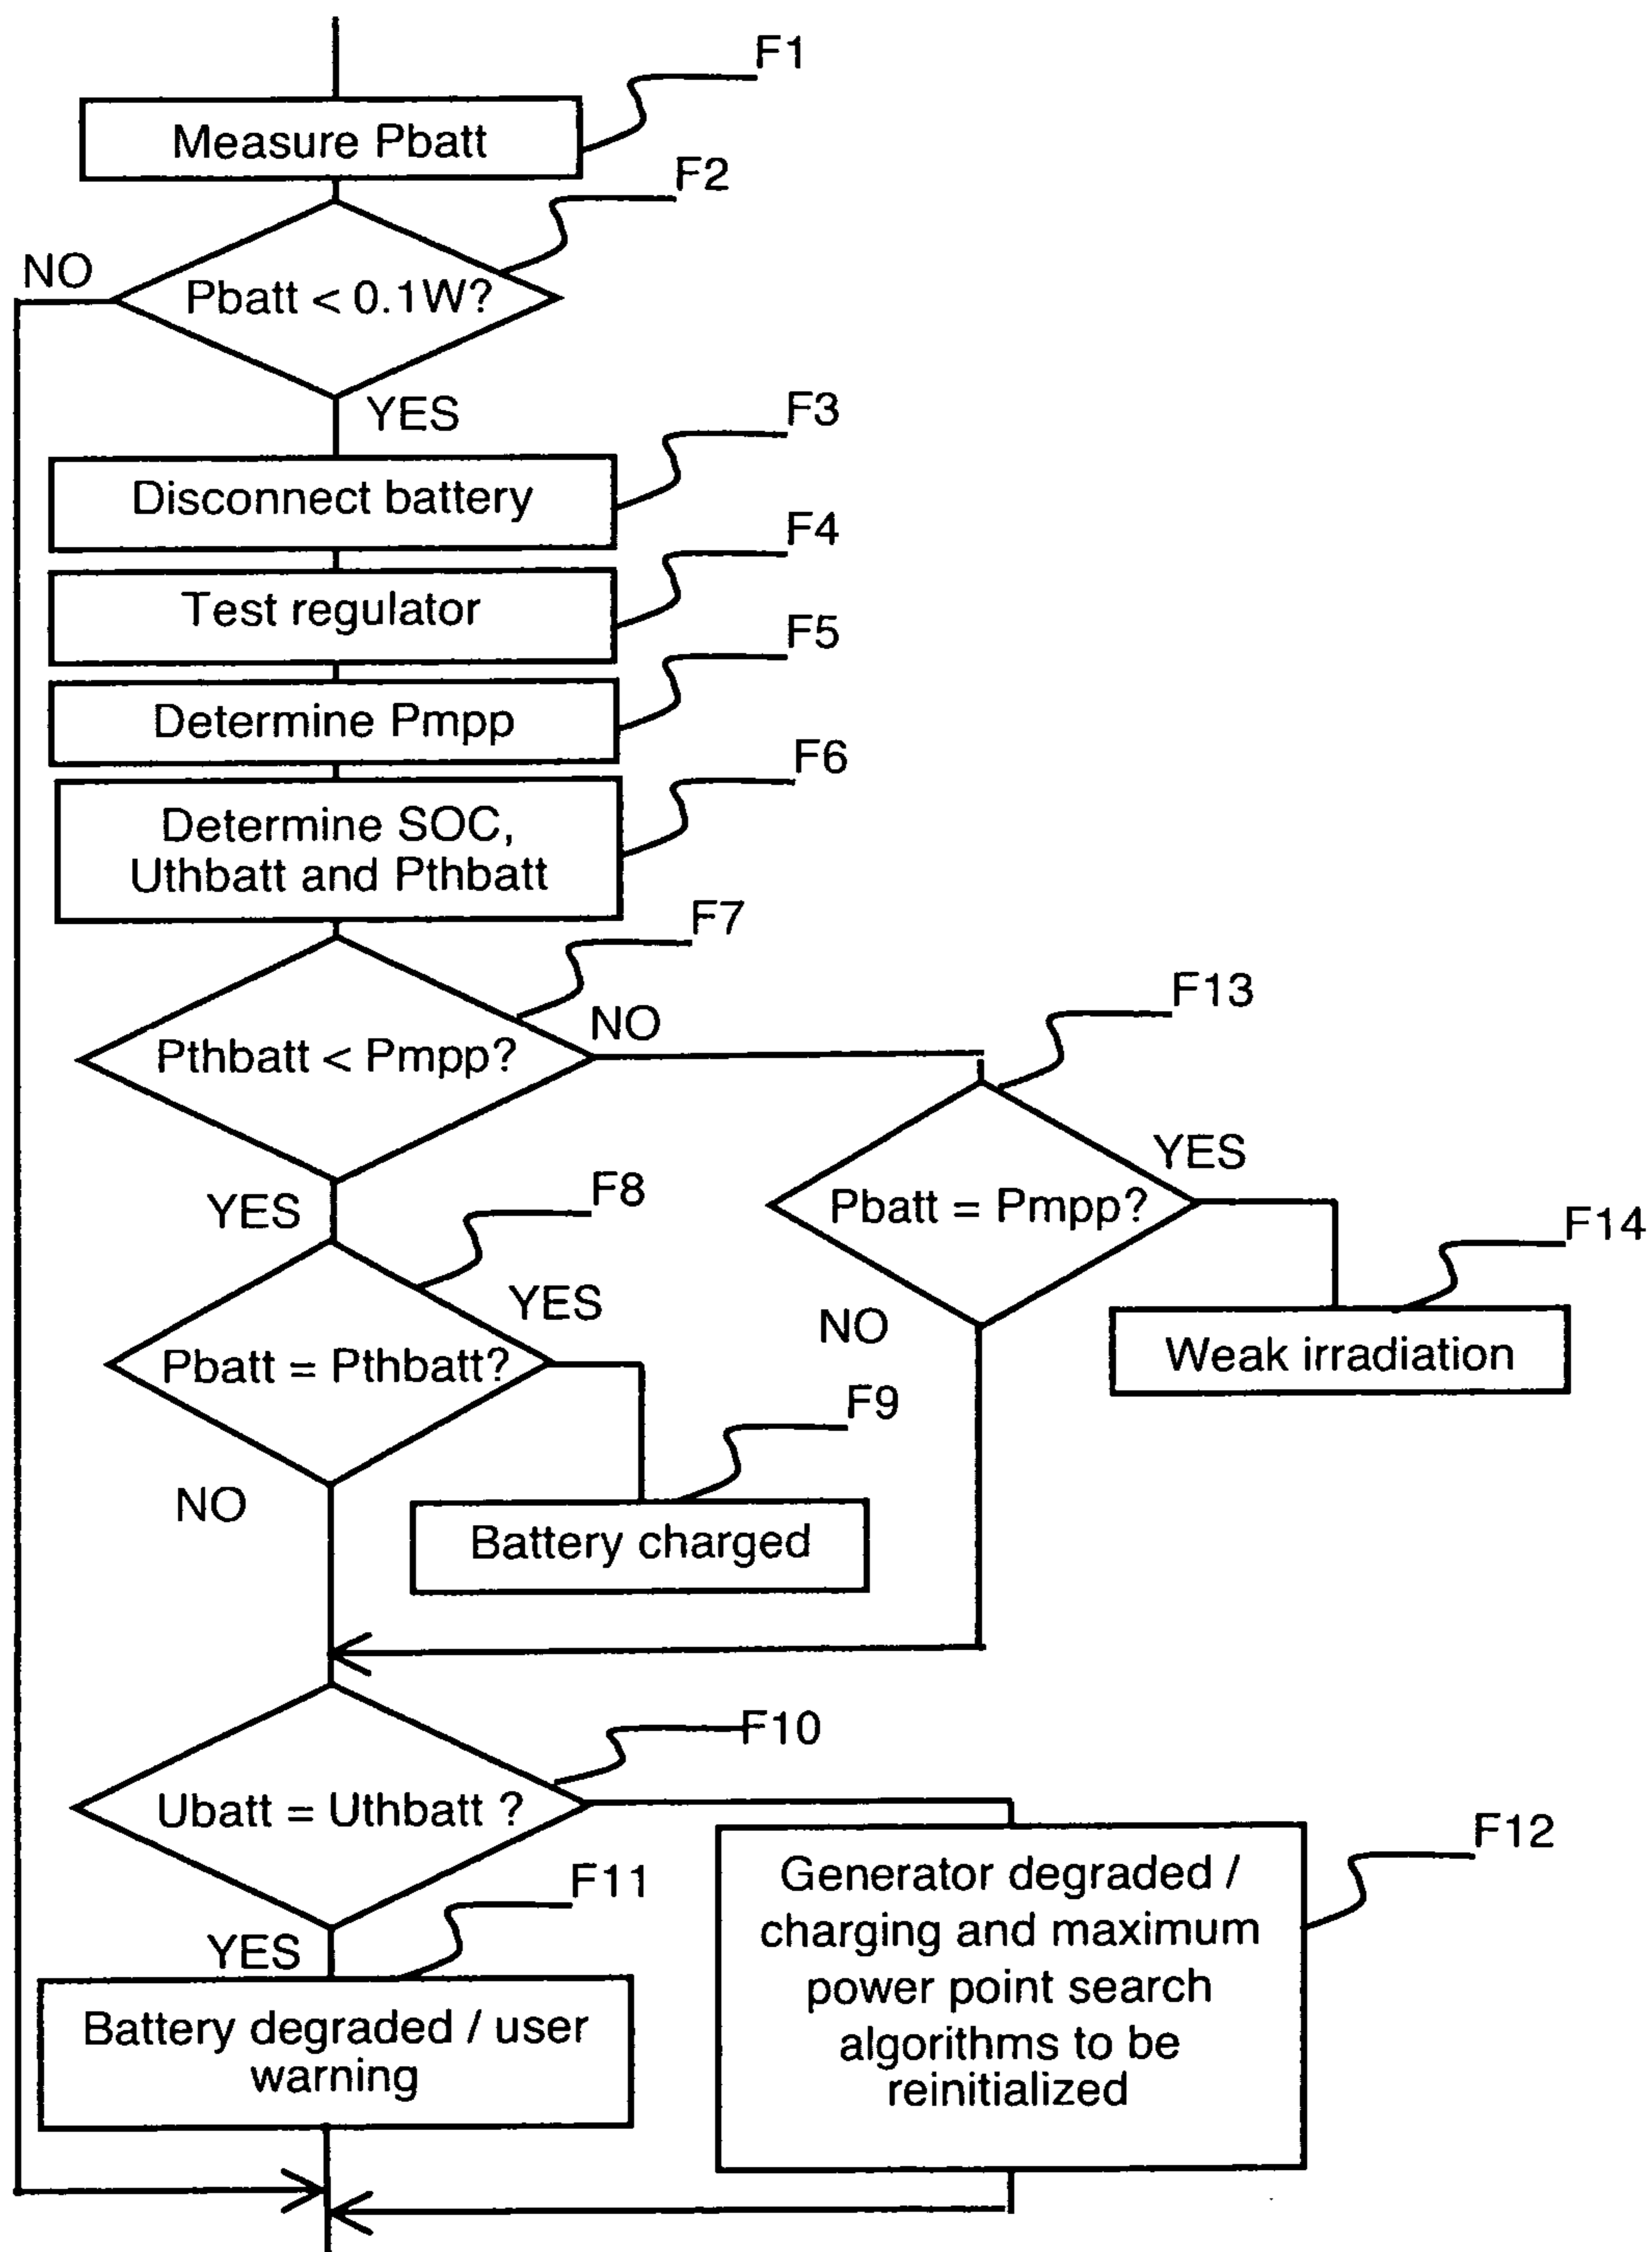 F1
Measure Pbatt
F2
NO
Pbatt < 0.1W?
YES
F3
Disconnect battery
F4
Test regulator
F5
Determine Pmpp
F6
Determine SOC,
Uthbatt and Pthbatt
F7
NO
Pthbatt < Pmpp?
F13
YES
Pbatt = Pmpp?
YES
F8
F14
YES
NO
Weak irradiation
Pbatt = Pthbatt?
F9
NO
Battery charged
F10
Ubatt = Uthbatt ?
F12
F11
Generator degraded /
charging and maximum
power point search
algorithms to be
reinitialized
YES
Battery degraded / user
warning